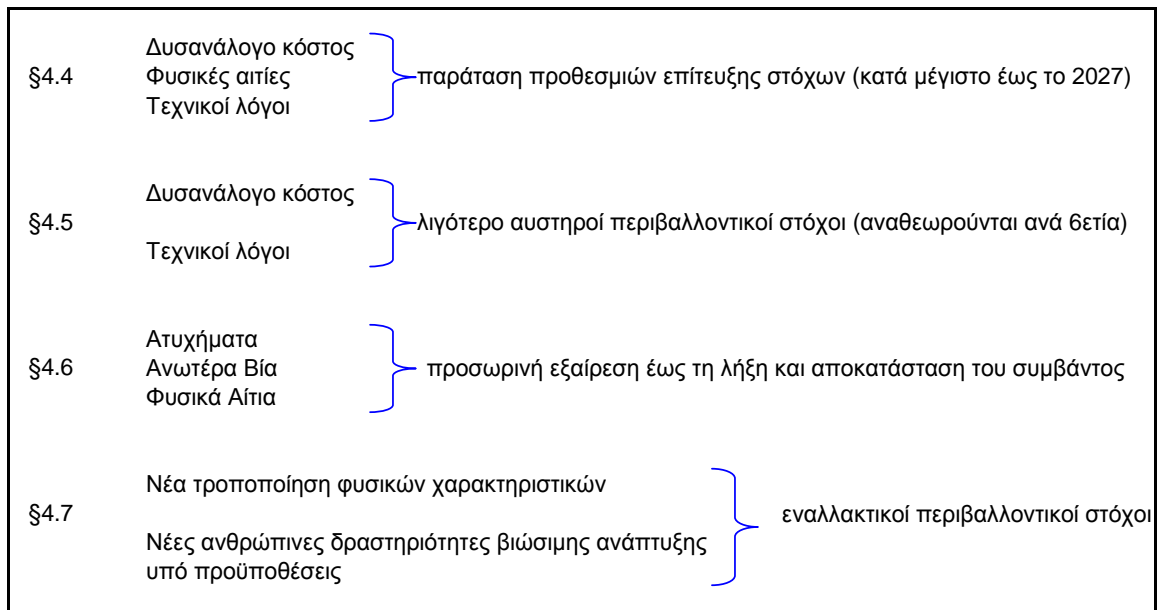 Δυσανάλογο κόστος
§4.4 Φυσικές αιτίες παράταση προθεσμιών επίτευξης στόχων (κατά μέγιστο έως το 2027)
Τεχνικοί λόγοι
Δυσανάλογο κόστος
§4.5 λιγότερο αυστηροί περιβαλλοντικοί στόχοι (αναθεωρούνται ανά 6ετία)
Τεχνικοί λόγοι
Ατυχήματα
§4.6 Ανωτέρα Βία προσωρινή εξαίρεση έως τη λήξη και αποκατάσταση του συμβάντος
Φυσικά Αίτια
Νέα τροποποίηση φυσικών χαρακτηριστικών
§4.7 εναλλακτικοί περιβαλλοντικοί στόχοι
Νέες ανθρώπινες δραστηριότητες βιώσιμης ανάπτυξης
υπό προϋποθέσεις